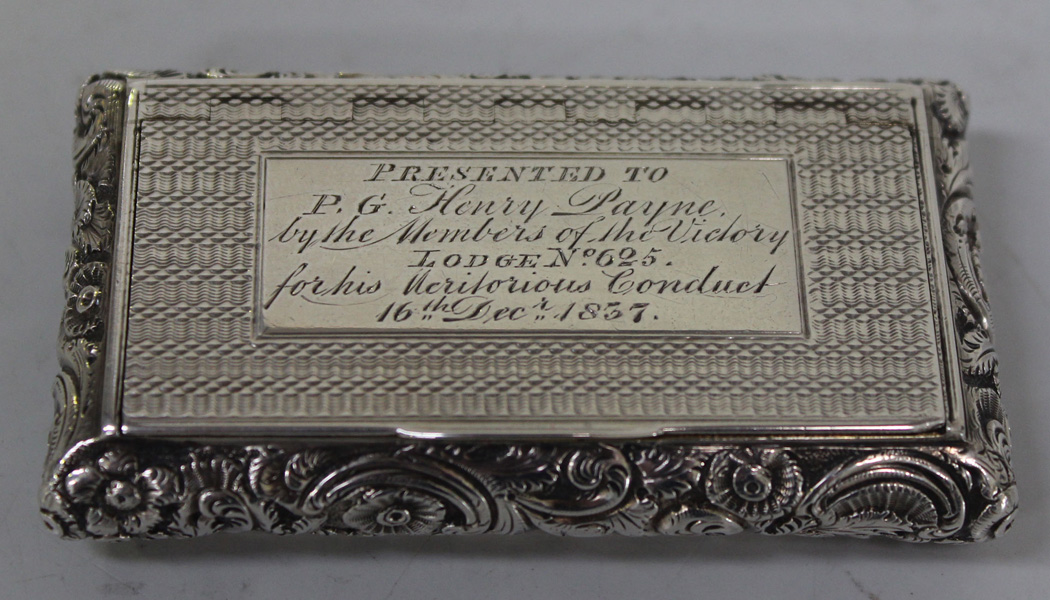 PRESENTED TO
P. G. Henry Payne,
by the Members of the Victory
LODGE No. 625.
for his Meritorious Conduct
16th Decr. 1837.